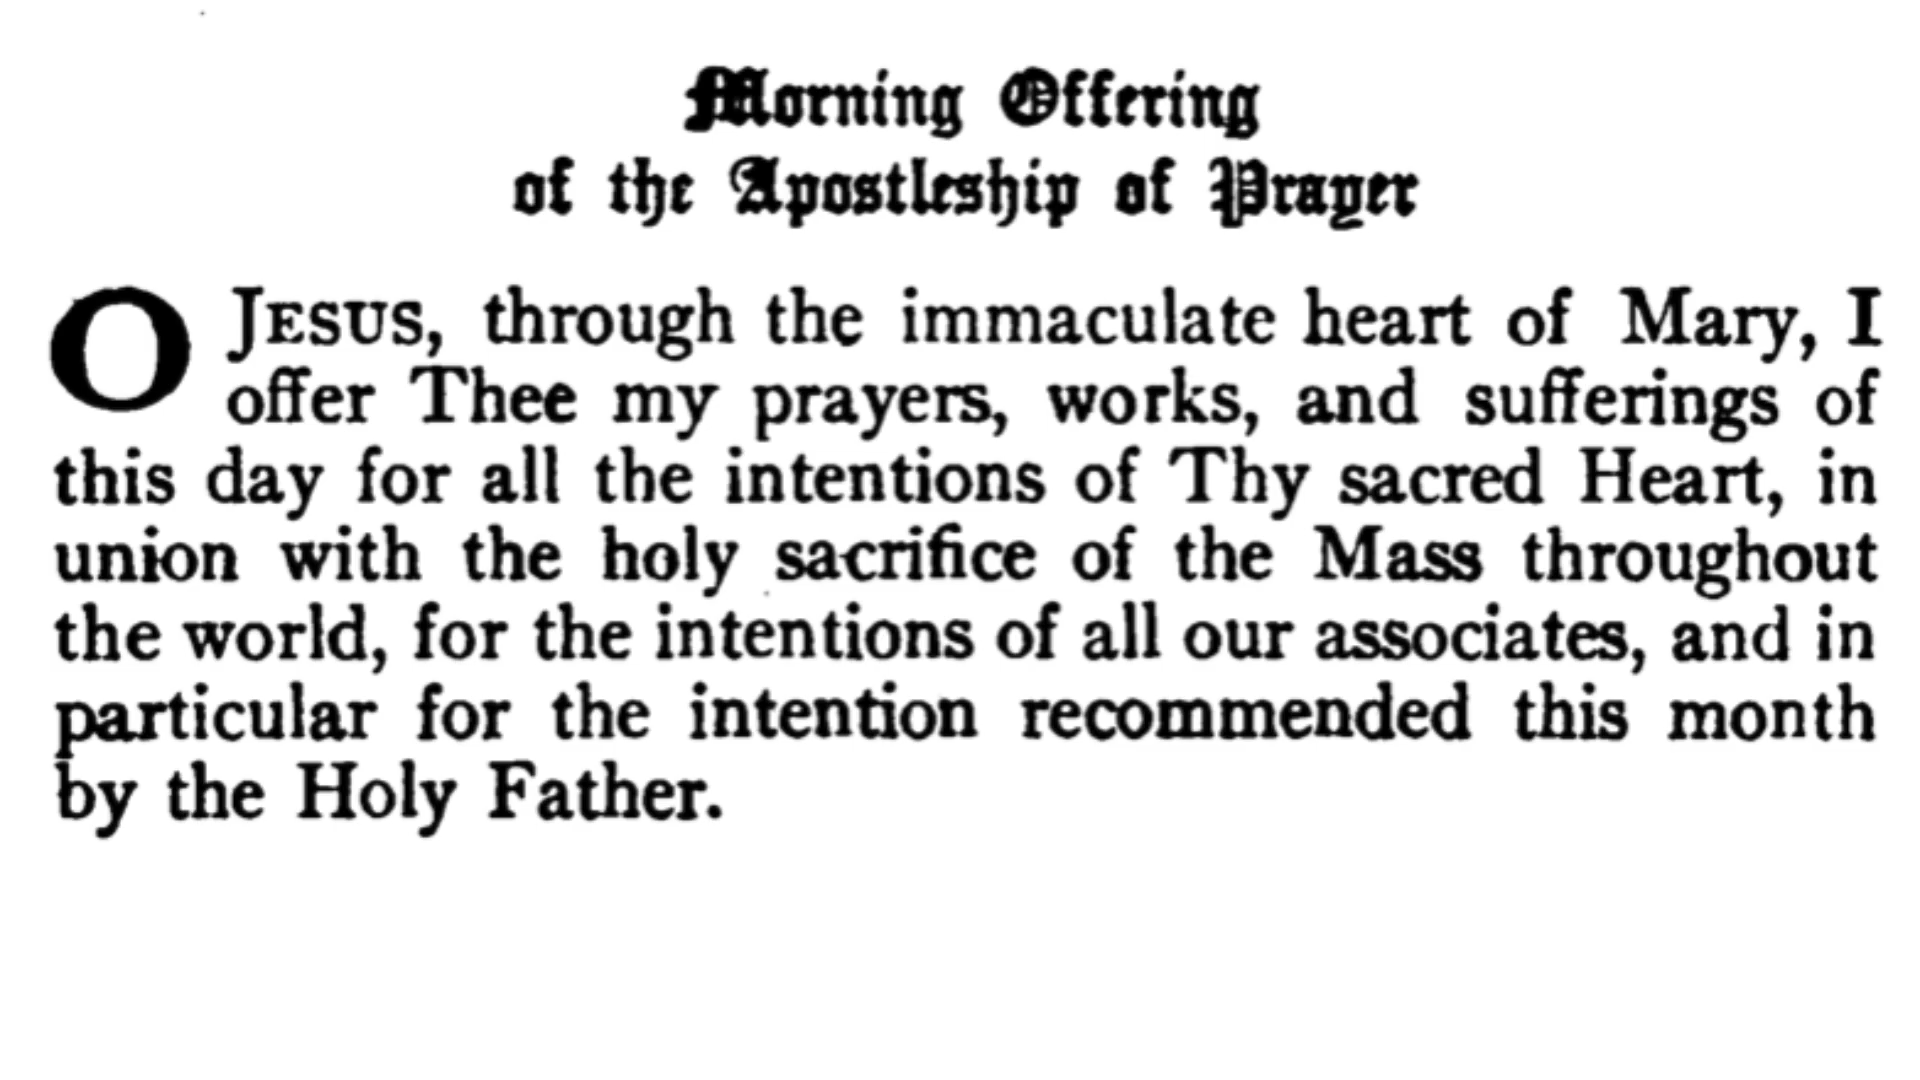 Morning Offering
of the Apostleship of Prayer
O JESUS, through the immaculate heart of Mary, I
offer Thee my prayers, works, and sufferings of
this day for all the intentions of Thy sacred Heart, in
union with the holy sacrifice of the Mass throughout
the world, for the intentions of all our associates, and in
particular for the intention recommended this month
by the Holy Father.